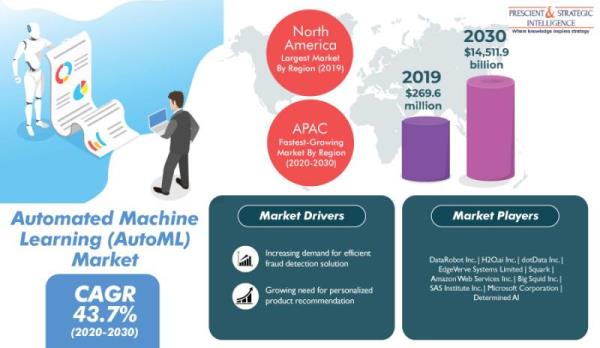 PRESCIENT & STRATEGIC
INTELLIGENCE
Where knowledge inspires strategy
North
America
Largest Market
By Region (2019)
APAC
Fastest-Growing
Market By Region
(2020-2030)
2019
$269.6
million
2030
$14,511.9
billion
Automated Machine
Learning (AutoML)
Market
CAGR
43.7%
(2020-2030)
Market Drivers
Increasing demand for efficient
fraud detection solution
Growing need for personalized
product recommendation
Market Players
DataRobot Inc. | H2O.ai Inc. | dotData Inc. |
EdgeVerve Systems Limited | Squark |
Amazon Web Services Inc. | Big Squid Inc. |
SAS Institute Inc. | Microsoft Corporation |
Determined AI